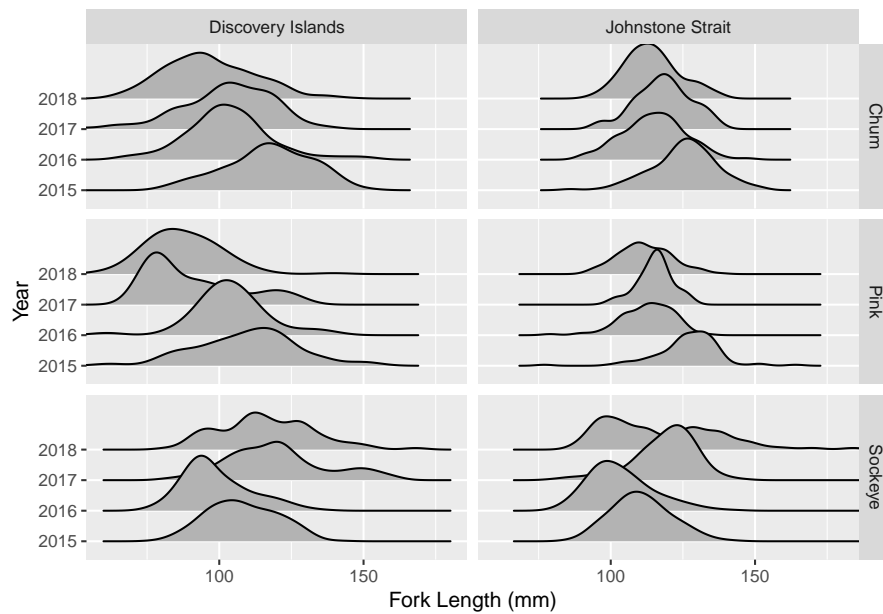 Discovery Islands
Johnstone Strait
2018
2017
2016
2015
Chum
2018
2017
2016
2015
Pink
2018
2017
2016
2015
Sockeye
Year
100
150
100
150
Fork Length (mm)